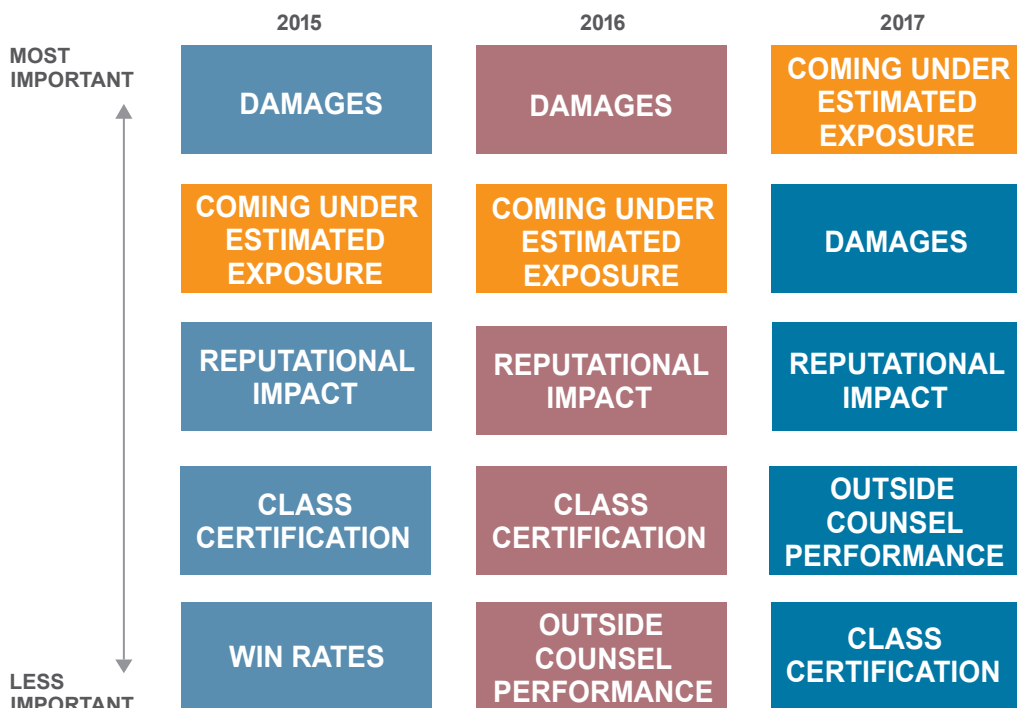 2015
2016
2017
MOST
IMPORTANT
DAMAGES
DAMAGES
COMING UNDER
ESTIMATED
EXPOSURE
COMING UNDER
ESTIMATED
EXPOSURE
COMING UNDER
ESTIMATED
EXPOSURE
DAMAGES
REPUTATIONAL
IMPACT
REPUTATIONAL
IMPACT
REPUTATIONAL
IMPACT
CLASS
CERTIFICATION
CLASS
CERTIFICATION
OUTSIDE
COUNSEL
PERFORMANCE
WIN RATES
OUTSIDE
COUNSEL
PERFORMANCE
CLASS
CERTIFICATION
LESS
IMPORTANT